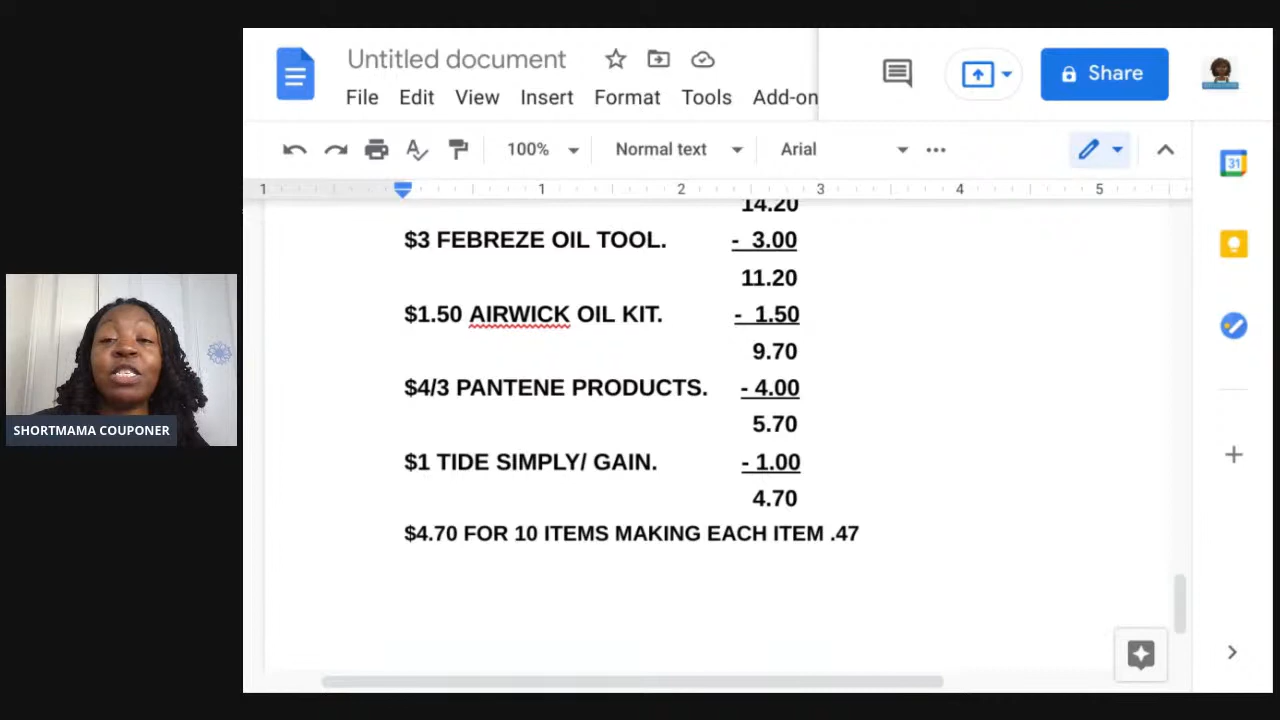 Untitled document
Share
File Edit View Insert Format Tools Add-on
100% Normal text Arial
31
1 1 2 3 4 5
14.20
$3 FEBREZE OIL TOOL. - 3.00
11.20
$1.50 AIRWICK OIL KIT. - 1.50
9.70
$4/3 PANTENE PRODUCTS. - 4.00
5.70
$1 TIDE SIMPLY/ GAIN. - 1.00
4.70
$4.70 FOR 10 ITEMS MAKING EACH ITEM .47
SHORTMAMA COUPONER